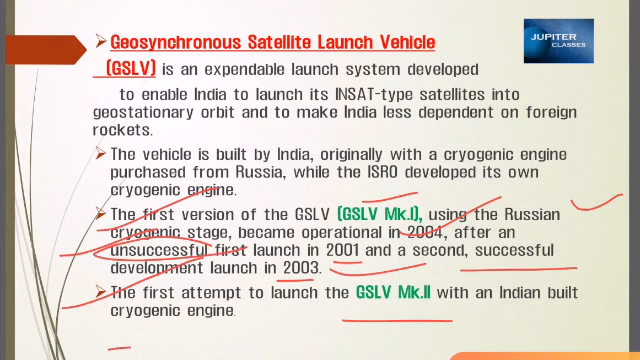 JUPITER
CLASSES
Geosynchronous Satellite Launch Vehicle
(GSLV) is an expendable launch system developed
to enable India to launch its INSAT-type satellites into
geostationary orbit and to make India less dependent on foreign
rockets.
The vehicle is built by India, originally with a cryogenic engine
purchased from Russia, while the ISRO developed its own
cryogenic engine.
The first version of the GSLV (GSLV Mk.I), using the Russian
cryogenic stage, became operational in 2004, after an
unsuccessful first launch in 2001 and a second, successful
development launch in 2003.
The first attempt to launch the GSLV Mk.II with an Indian built
cryogenic engine.